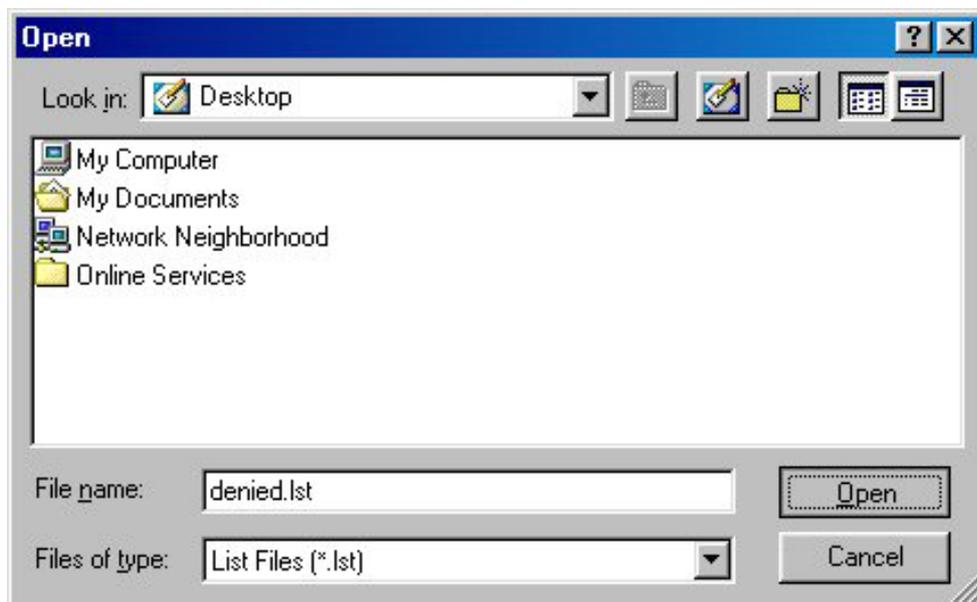 Open
Look in: Desktop
My Computer
My Documents
Network Neighborhood
Online Services
File name: denied.lst Open
Files of type: List Files (*.lst) Cancel